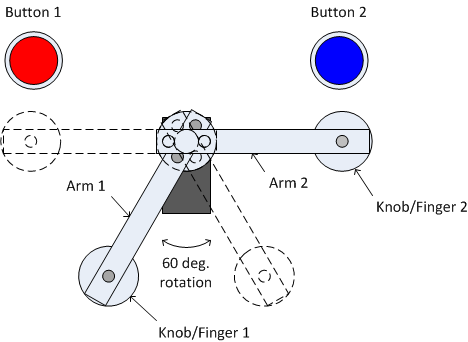 Button 1
Button 2
Arm 1
Arm 2
Knob/Finger 2
60 deg.
rotation
Knob/Finger 1